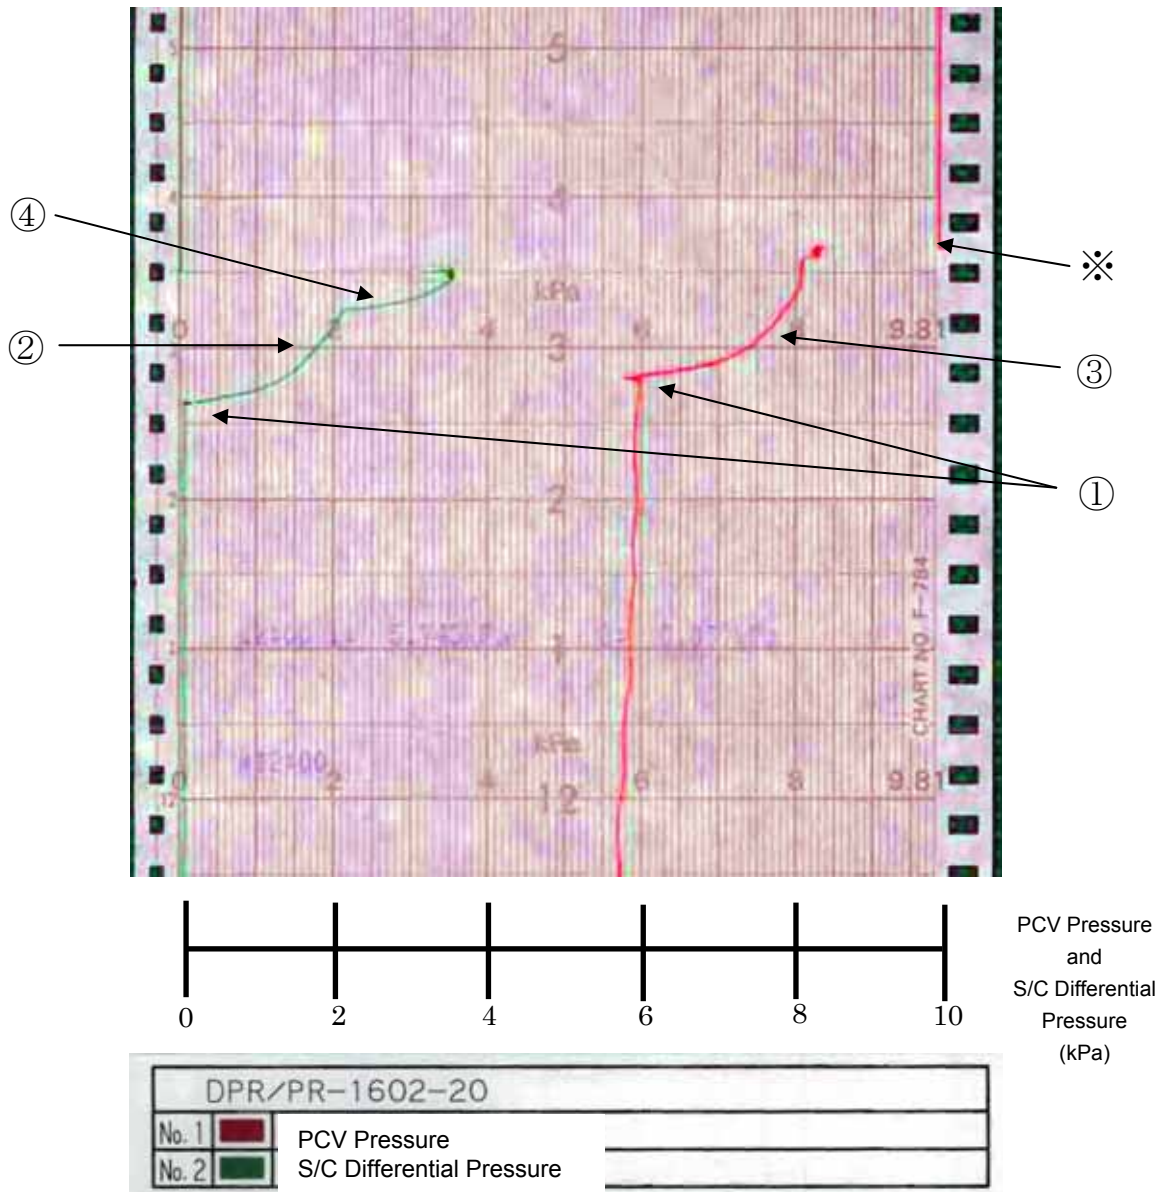 5
4
④
※
kPa
0 2 4 6 8 9.81
②
3
③
①
2
CHART NO F-784
1
kPa
0 2 4 6 8 9.81
12
0 2 4 6 8 10
PCV Pressure
and
S/C Differential
Pressure
(kPa)
DPR/PR-1602-20
No. 1 PCV Pressure
No. 2 S/C Differential Pressure